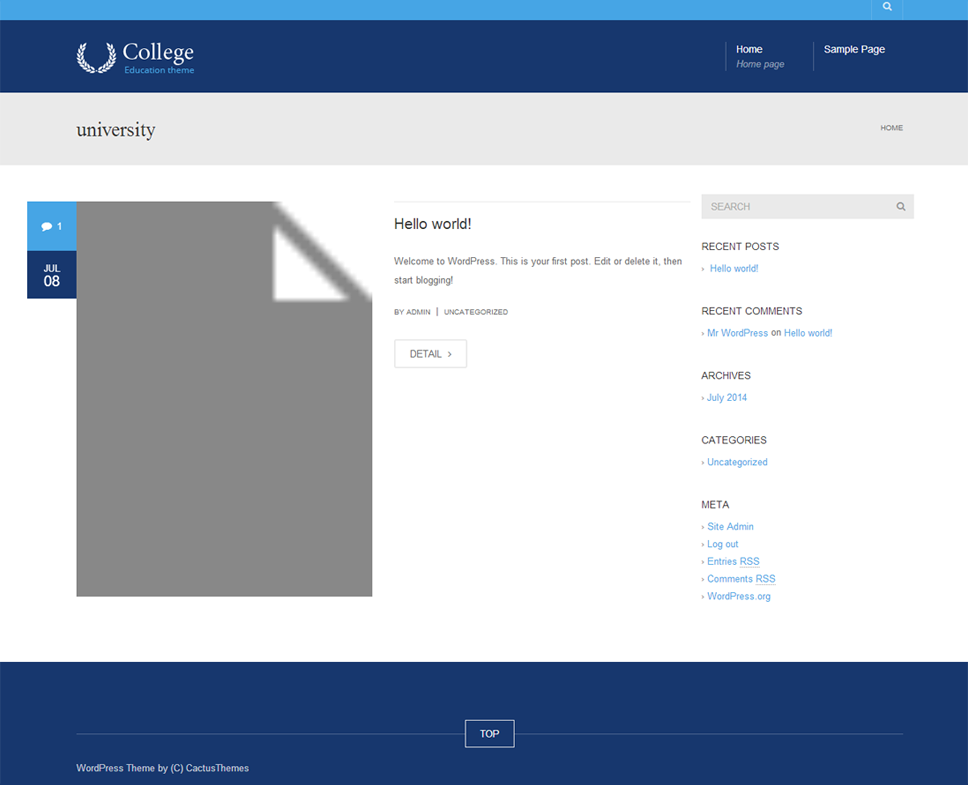 College
Education theme
Home
Home page
Sample Page
university
HOME
1
JUL
08
Hello world!
Welcome to WordPress. This is your first post. Edit or delete it, then
start blogging!
BY ADMIN | UNCATEGORIZED
DETAIL ›
SEARCH
RECENT POSTS
› Hello world!
RECENT COMMENTS
› Mr WordPress on Hello world!
ARCHIVES
› July 2014
CATEGORIES
› Uncategorized
META
› Site Admin
› Log out
› Entries RSS
› Comments RSS
› WordPress.org
TOP
WordPress Theme by (C) CactusThemes